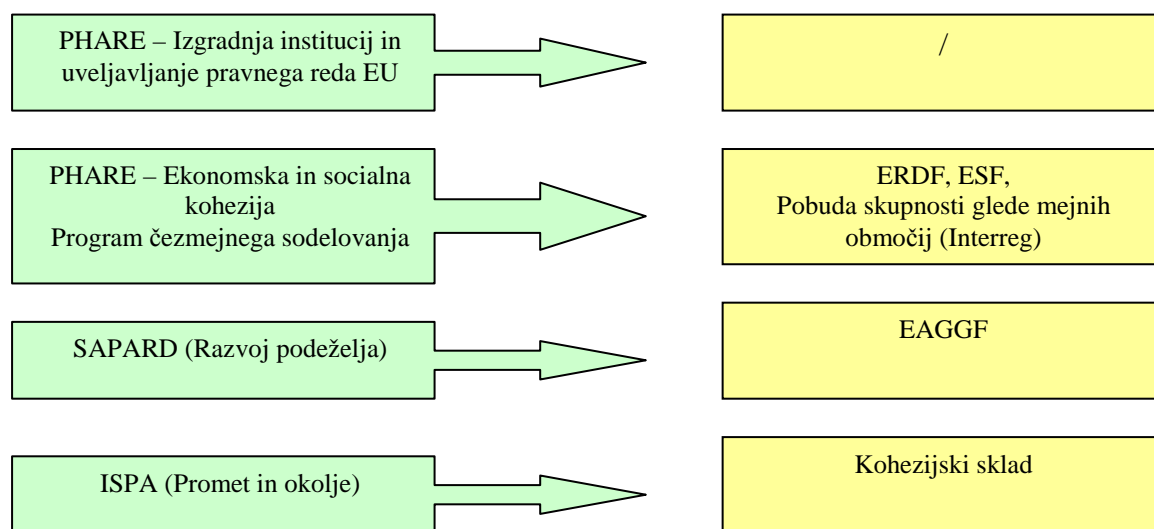 PHARE – Izgradnja institucij in
uveljavljanje pravnega reda EU
/
PHARE – Ekonomska in socialna
kohezija
Program čezmejnega sodelovanja
ERDF, ESF,
Pobuda skupnosti glede mejnih
območij (Interreg)
SAPARD (Razvoj podeželja)
EAGGF
ISPA (Promet in okolje)
Kohezijski sklad